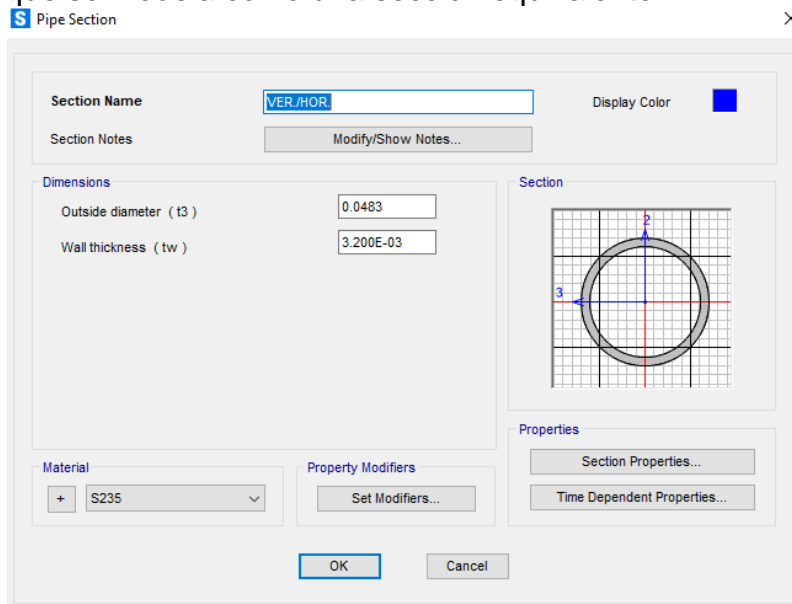 S Pipe Section
Section Name VER./HOR. Display Color
Section Notes Modify/Show Notes...
Dimensions
Outside diameter ( t3 ) 0.0483
Wall thickness ( tw ) 3.200E-03
Section
2
3
Properties
Section Properties...
Time Dependent Properties...
Material
+ S235
Property Modifiers
Set Modifiers...
OK Cancel